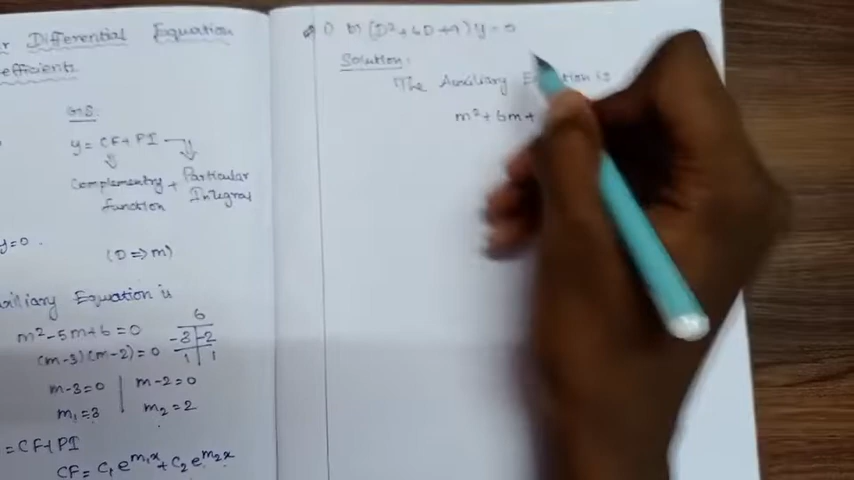 r Differential Equation
efficients
G.S.
y = CF + PI
Complementry + Particular
function Integral
y=0.
(D => m)
xiliary Equation is
m²-5m+6=0
6
-3 -2
1 1
(m-3)(m-2)=0
m-3=0 m-2=0
m₁=3 m₂=2
=CF+PI
CF= C₁e^m₁x + C₂e^m₂x
Solution:
The Auxiliary
m²+6m+